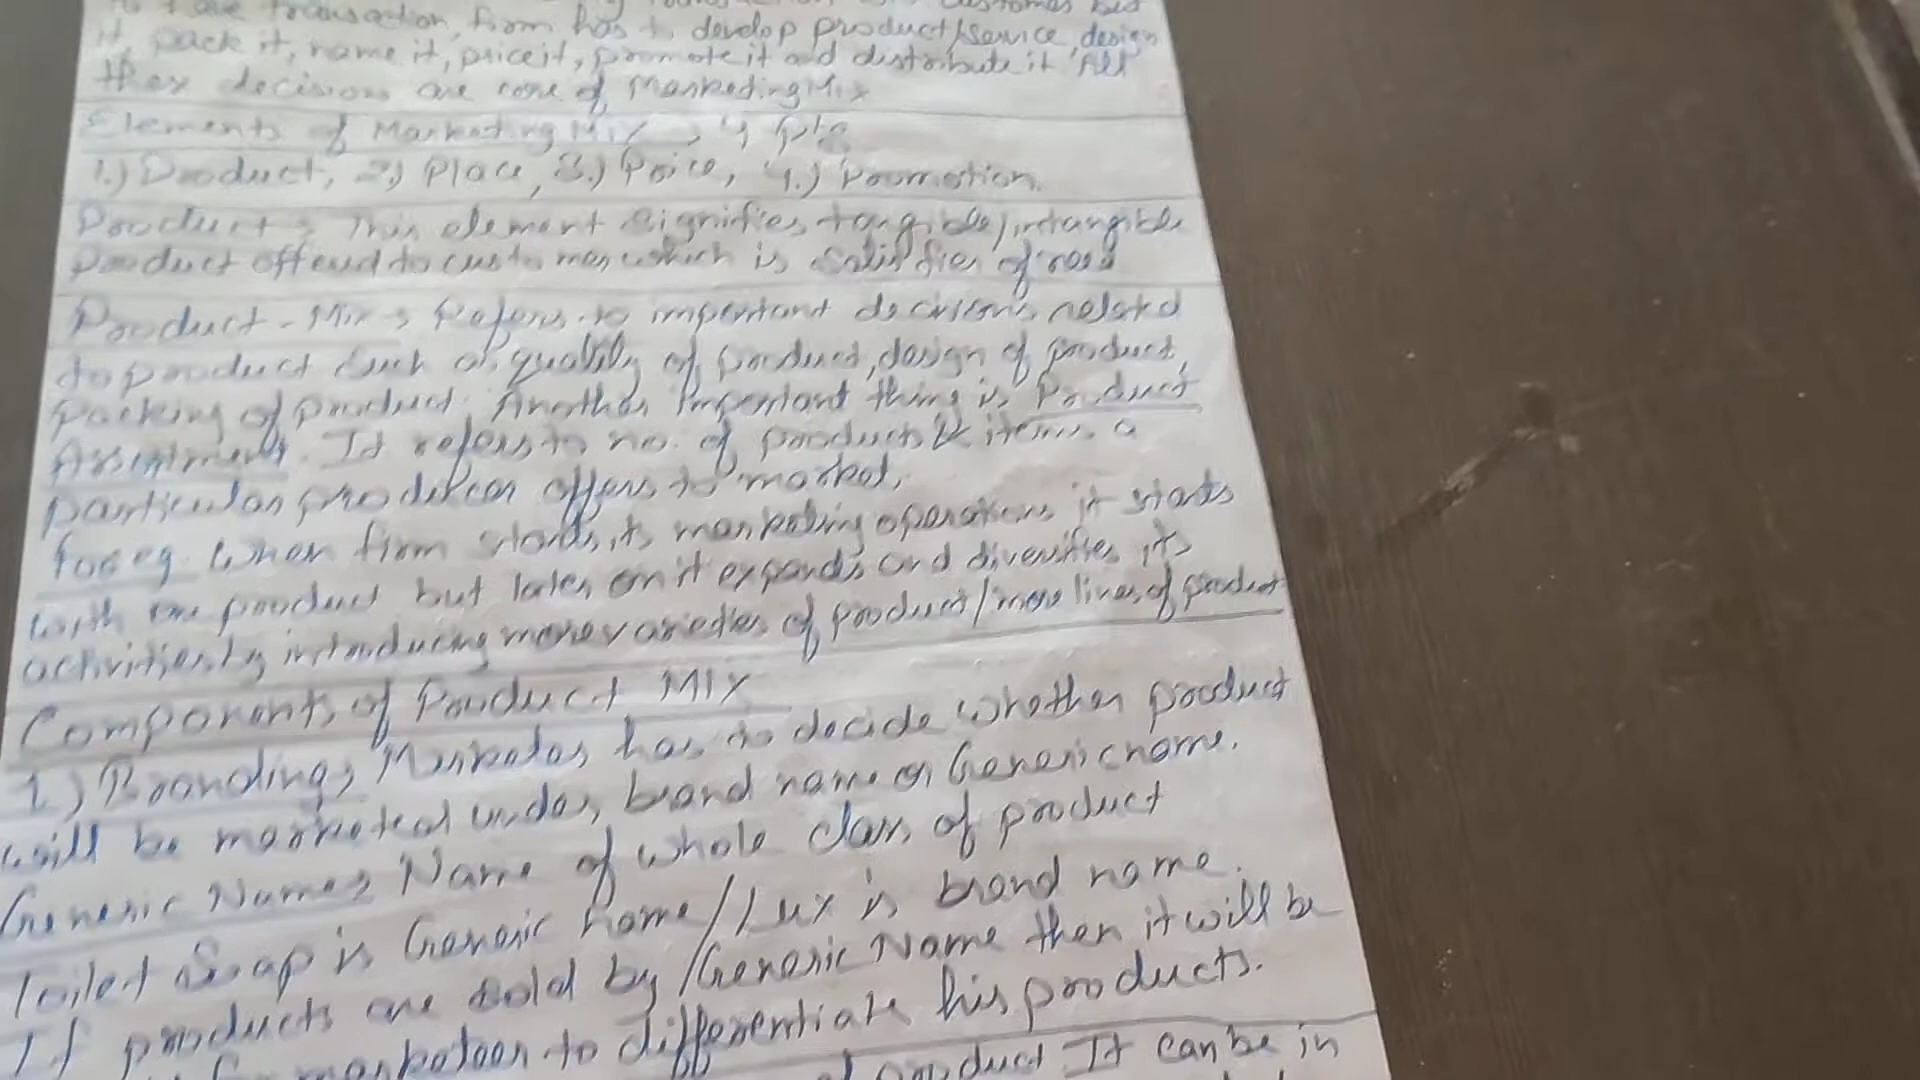 transaction, firm has to develop product/service, design
it, pack it, name it, price it, promote it and distribute it. All
these decisions are core of Marketing Mix
Elements of Marketing Mix → 4 P's
1.) Product, 2.) Place, 3.) Price, 4.) Promotion.
Product → This element signifies tangible/intangible
product offered to customer which is satisfier of need
Product-Mix → Refers to important decisions related
to product such as quality of product, design of product,
packing of product. Another important thing is Product
Assortment. It refers to no. of products & items a
particular producer offers to market.
for eg. When firm starts its marketing operations it starts
with one product but later on it expands and diversifies its
activities by introducing more varieties of product/more lines of product
Components of Product Mix
1.) Branding → Marketer has to decide whether product
will be marketed under brand name or Generic name.
Generic Name → Name of whole class of product
Toilet Soap is Generic name/Lux is brand name.
If products are sold by Generic Name then it will be
marketeer to differentiate his products.
product It can be in